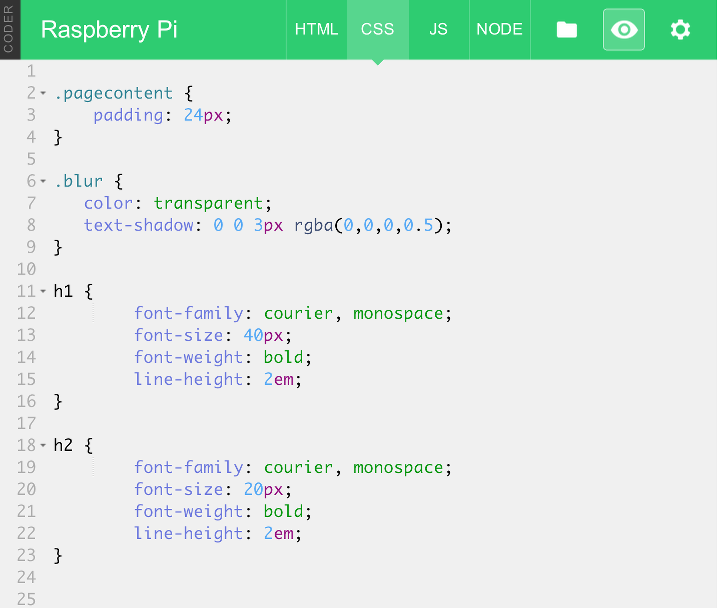 CODER
Raspberry Pi HTML CSS JS NODE
1
2 .pagecontent {
3 padding: 24px;
4 }
5
6 .blur {
7 color: transparent;
8 text-shadow: 0 0 3px rgba(0,0,0,0.5);
9 }
10
11 h1 {
12 font-family: courier, monospace;
13 font-size: 40px;
14 font-weight: bold;
15 line-height: 2em;
16 }
17
18 h2 {
19 font-family: courier, monospace;
20 font-size: 20px;
21 font-weight: bold;
22 line-height: 2em;
23 }
24
25